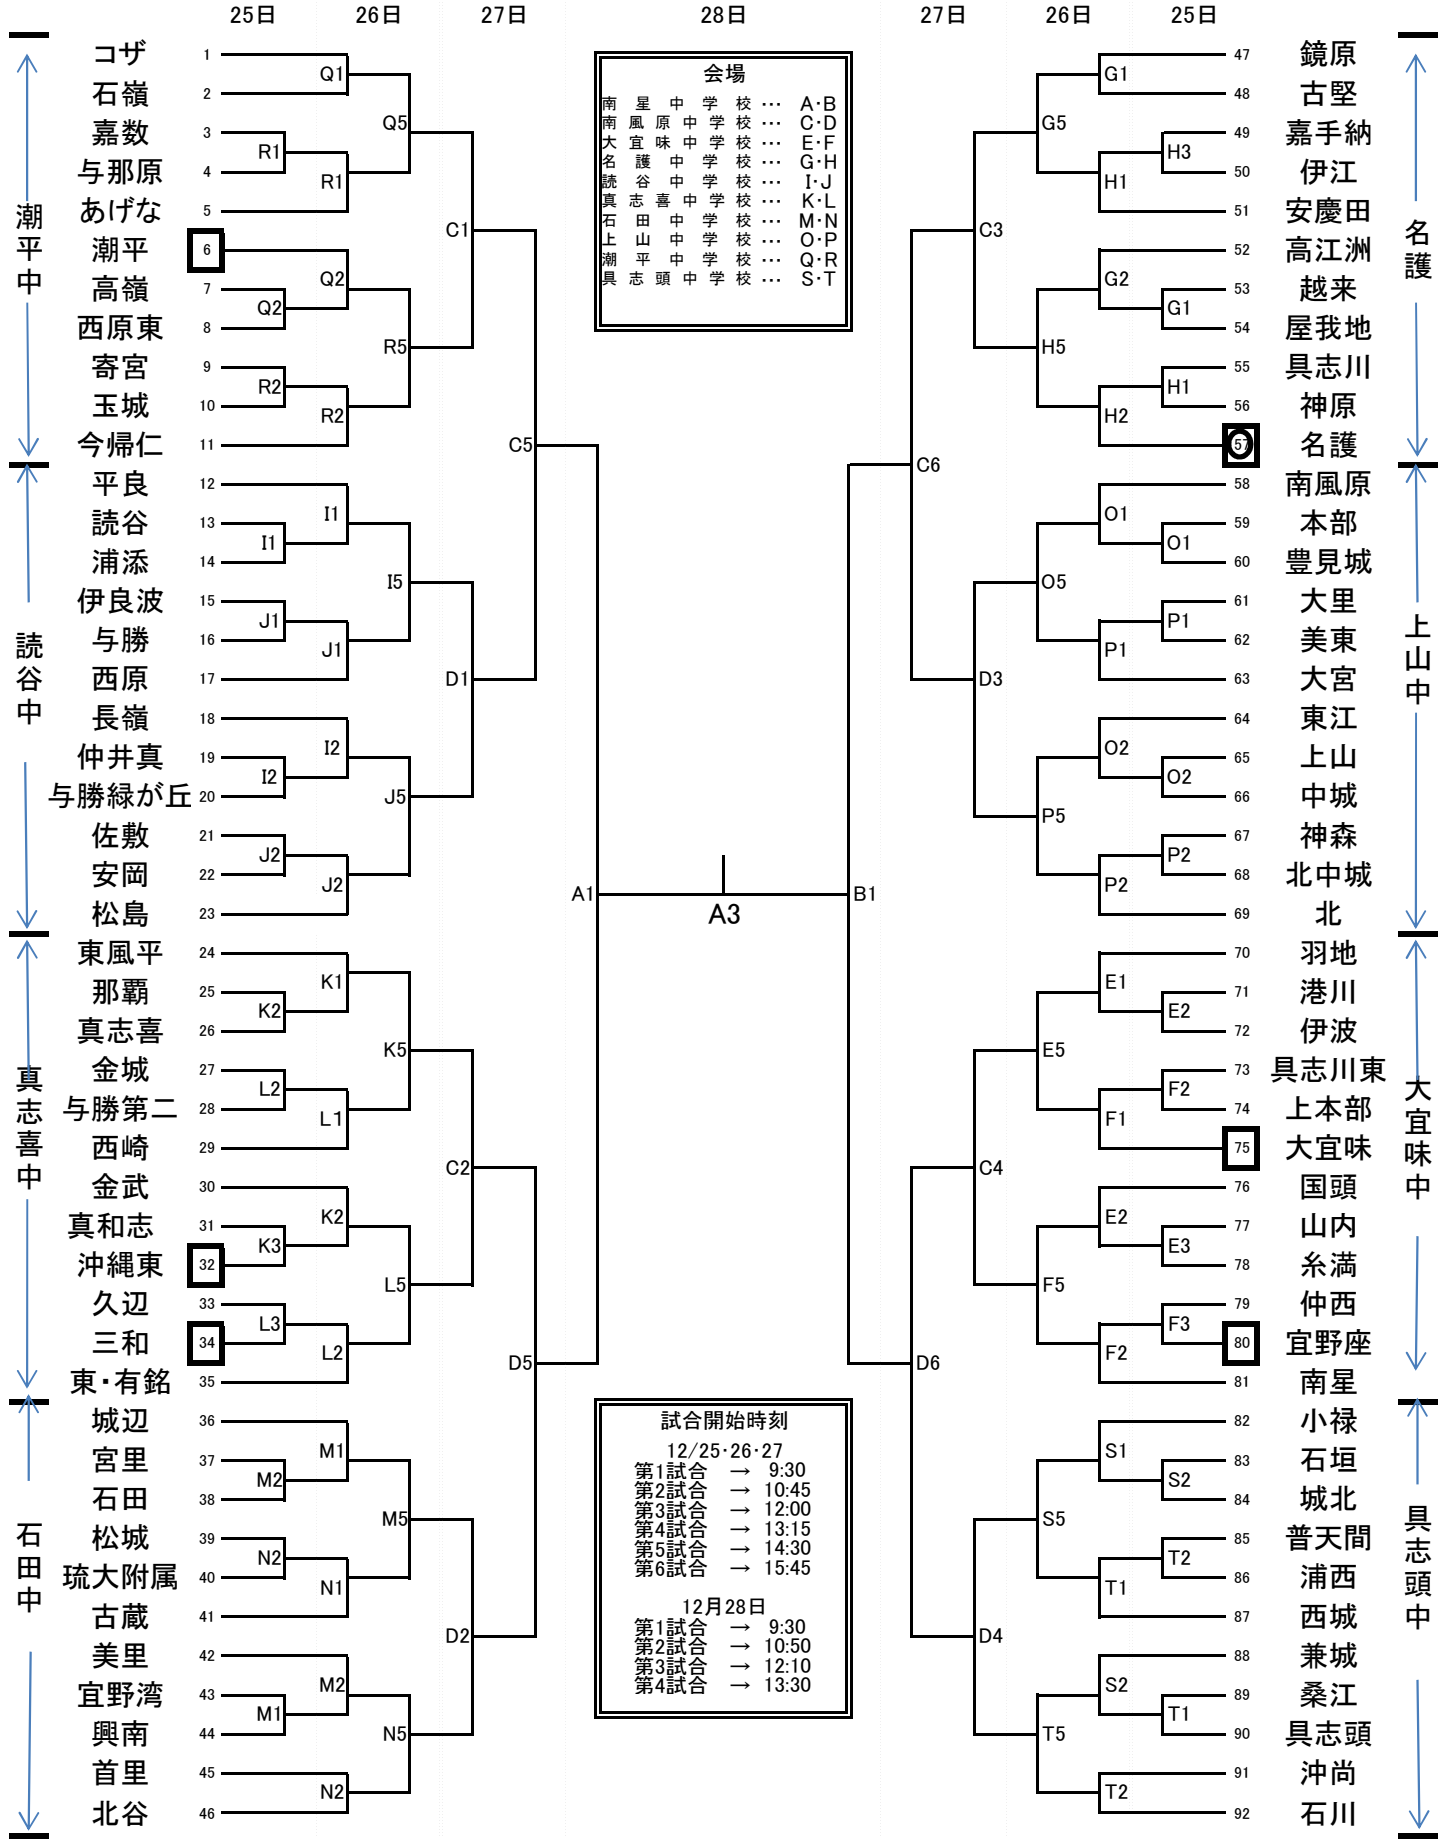 25日 26日 27日 28日 27日 26日 25日
潮平中
読谷中
真志喜中
石田中
コザ 1
石嶺 2
嘉数 3
与那原 4
あげな 5
潮平 6
高嶺 7
西原東 8
寄宮 9
玉城 10
今帰仁 11
平良 12
読谷 13
浦添 14
伊良波 15
与勝 16
西原 17
長嶺 18
仲井真 19
与勝緑が丘 20
佐敷 21
安岡 22
松島 23
東風平 24
那覇 25
真志喜 26
金城 27
与勝第二 28
西崎 29
金武 30
真和志 31
沖縄東 32
久辺 33
三和 34
東・有銘 35
城辺 36
宮里 37
石田 38
松城 39
琉大附属 40
古蔵 41
美里 42
宜野湾 43
興南 44
首里 45
北谷 46
R1
Q2
R2
I1
J1
I2
J2
K2
L2
K3
L3
M2
N2
M1
Q1
R1
Q2
R2
I1
J1
I2
J2
K1
L1
K2
L2
M1
N1
M2
N2
Q5
R5
I5
J5
K5
L5
M5
N5
C1
D1
C2
D2
C5
D5
A1
会場
南星中学校… A・B
南風原中学校… C・D
大宜味中学校… E・F
名護中学校… G・H
読谷中学校… I・J
真志喜中学校… K・L
石田中学校… M・N
上山中学校… O・P
潮平中学校… Q・R
具志頭中学校… S・T
A3
試合開始時刻
12/25・26・27
第1試合 → 9:30
第2試合 → 10:45
第3試合 → 12:00
第4試合 → 13:15
第5試合 → 14:30
第6試合 → 15:45
12月28日
第1試合 → 9:30
第2試合 → 10:50
第3試合 → 12:10
第4試合 → 13:30
B1
C6
D6
C3
D3
C4
D4
G5
H5
O5
P5
E5
F5
S5
T5
G1
H1
G2
H2
O1
P1
O2
P2
E1
F1
E2
F2
S1
T1
S2
T2
H3
G1
H1
O1
P1
O2
P2
E2
F2
E3
F3
S2
T2
T1
47 鏡原
48 古堅
49 嘉手納
50 伊江
51 安慶田
52 高江洲
53 越来
54 屋我地
55 具志川
56 神原
57 名護
58 南風原
59 本部
60 豊見城
61 大里
62 美東
63 大宮
64 東江
65 上山
66 中城
67 神森
68 北中城
69 北
70 羽地
71 港川
72 伊波
73 具志川東
74 上本部
75 大宜味
76 国頭
77 山内
78 糸満
79 仲西
80 宜野座
81 南星
82 小禄
83 石垣
84 城北
85 普天間
86 浦西
87 西城
88 兼城
89 桑江
90 具志頭
91 沖尚
92 石川
名護
上山中
大宜味中
具志頭中